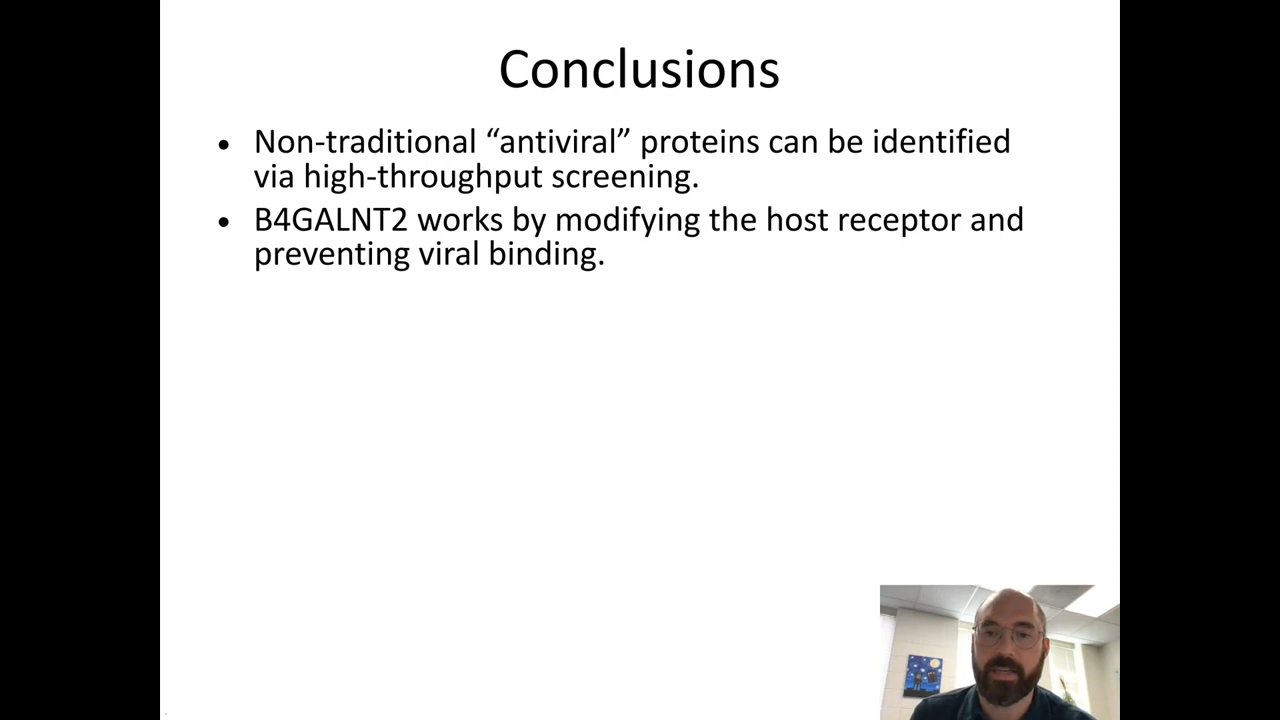 Conclusions
• Non-traditional “antiviral” proteins can be identified
via high-throughput screening.
• B4GALNT2 works by modifying the host receptor and
preventing viral binding.